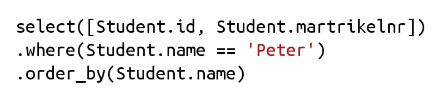 select([Student.id, Student.martrikelnr])
.where(Student.name == 'Peter')
.order_by(Student.name)